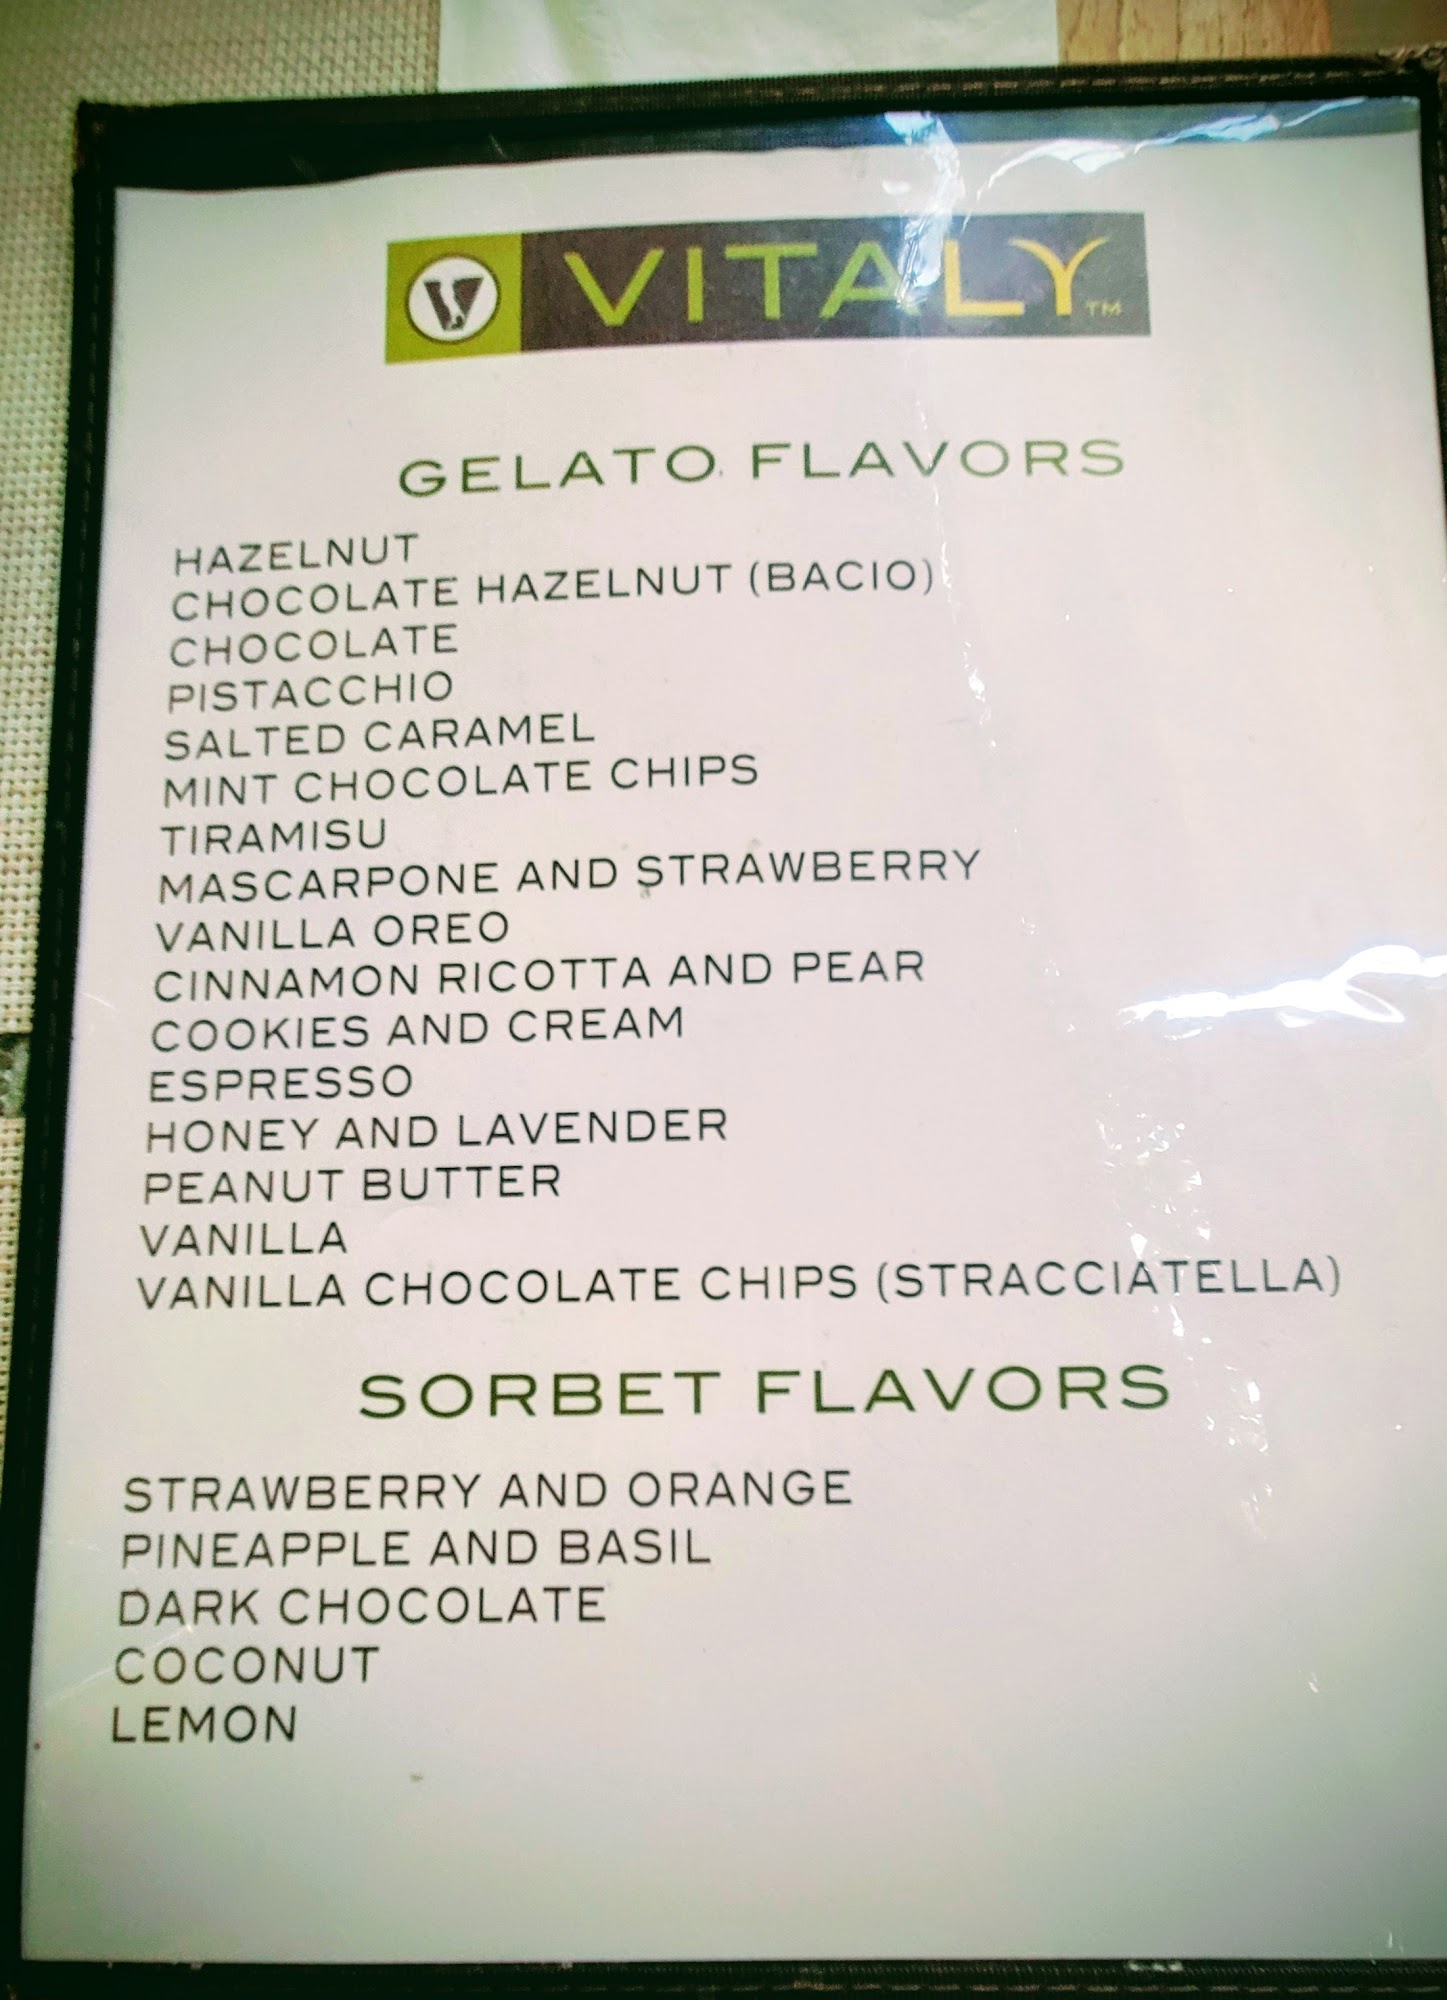 V VITALY™
GELATO FLAVORS
HAZELNUT
CHOCOLATE HAZELNUT (BACIO)
CHOCOLATE
PISTACCHIO
SALTED CARAMEL
MINT CHOCOLATE CHIPS
TIRAMISU
MASCARPONE AND STRAWBERRY
VANILLA OREO
CINNAMON RICOTTA AND PEAR
COOKIES AND CREAM
ESPRESSO
HONEY AND LAVENDER
PEANUT BUTTER
VANILLA
VANILLA CHOCOLATE CHIPS (STRACCIATELLA)
SORBET FLAVORS
STRAWBERRY AND ORANGE
PINEAPPLE AND BASIL
DARK CHOCOLATE
COCONUT
LEMON